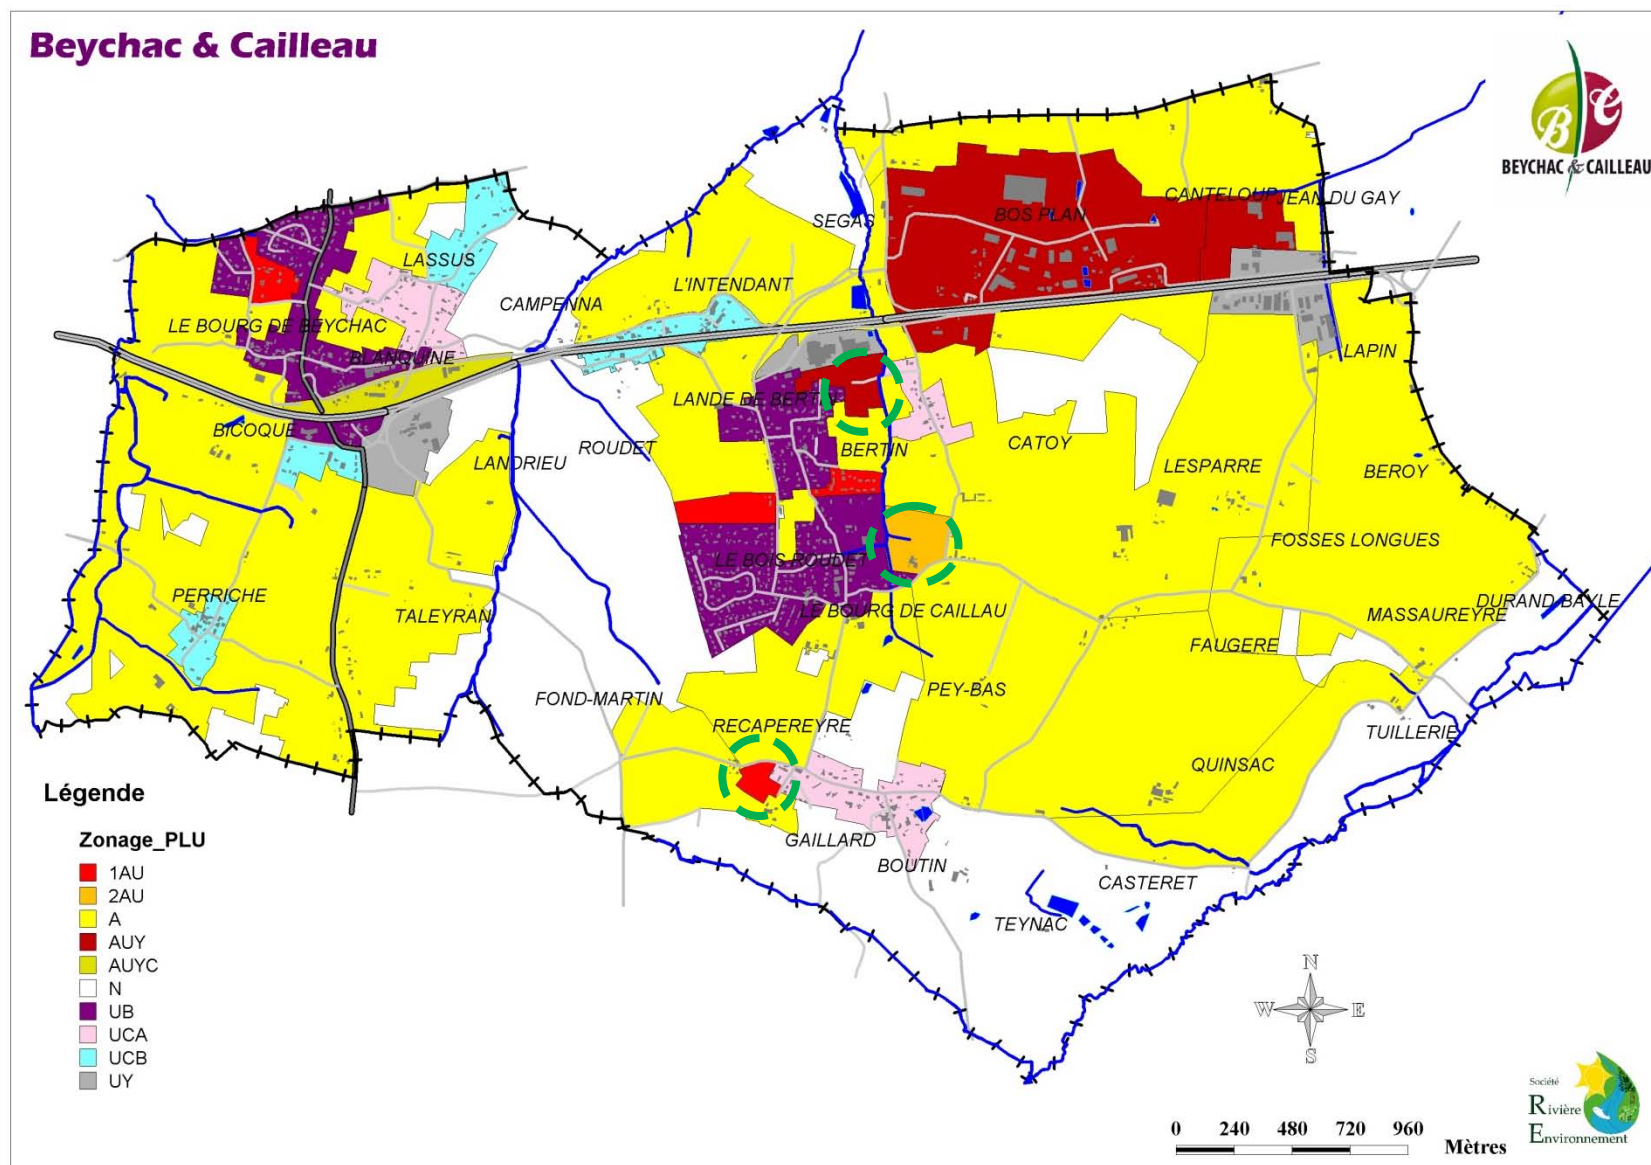 Beychac & Cailleau
B C
BEYCHAC & CAILLEAU
CANTELOUP
JEAN DU GAY
BOS PLAN
SEGAS
LASSUS
L'INTENDANT
CAMPENNA
LE BOURG DE BEYCHAC
BLANQUINE
LAPIN
LANDE DE BERTIN
BICOQUE
ROUDET
BERTIN
CATOY
LANDRIEU
LESPARRE
BEROY
FOSSES LONGUES
LE BOIS ROUDET
PERRICHE
TALEYRAN
LE BOURG DE CAILLAU
DURAND BAYLE
MASSAUREYRE
FAUGERE
FOND-MARTIN
PEY-BAS
RECAPEREYRE
TUILLERIE
QUINSAC
GAILLARD
BOUTIN
CASTERET
TEYNAC
Légende
Zonage_PLU
1AU
2AU
A
AUY
AUYC
N
UB
UCA
UCB
UY
N
W E
S
0 240 480 720 960
Mètres
Société
Rivière
Environnement